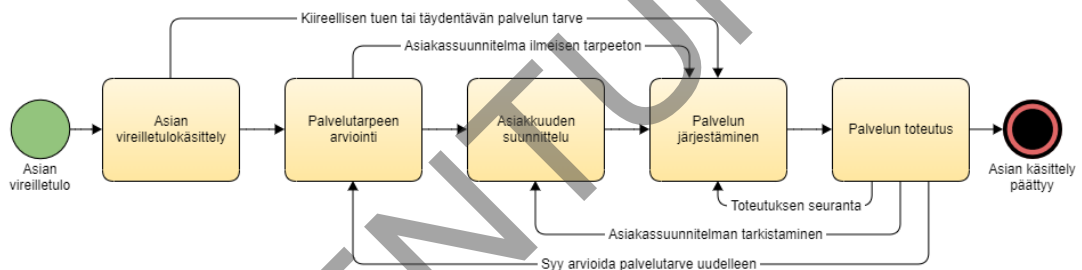 Kiireellisen tuen tai täydentävän palvelun tarve
Asiakassuunnitelma ilmeisen tarpeeton
Asian
vireilletulokäsittely
Palvelutarpeen
arviointi
Asiakkuuden
suunnittelu
Palvelun
järjestäminen
Palvelun toteutus
Asian
vireilletulo
Asian käsittely
päättyy
Toteutuksen seuranta
Asiakassuunnitelman tarkistaminen
Syy arvioida palvelutarve uudelleen
ENTU